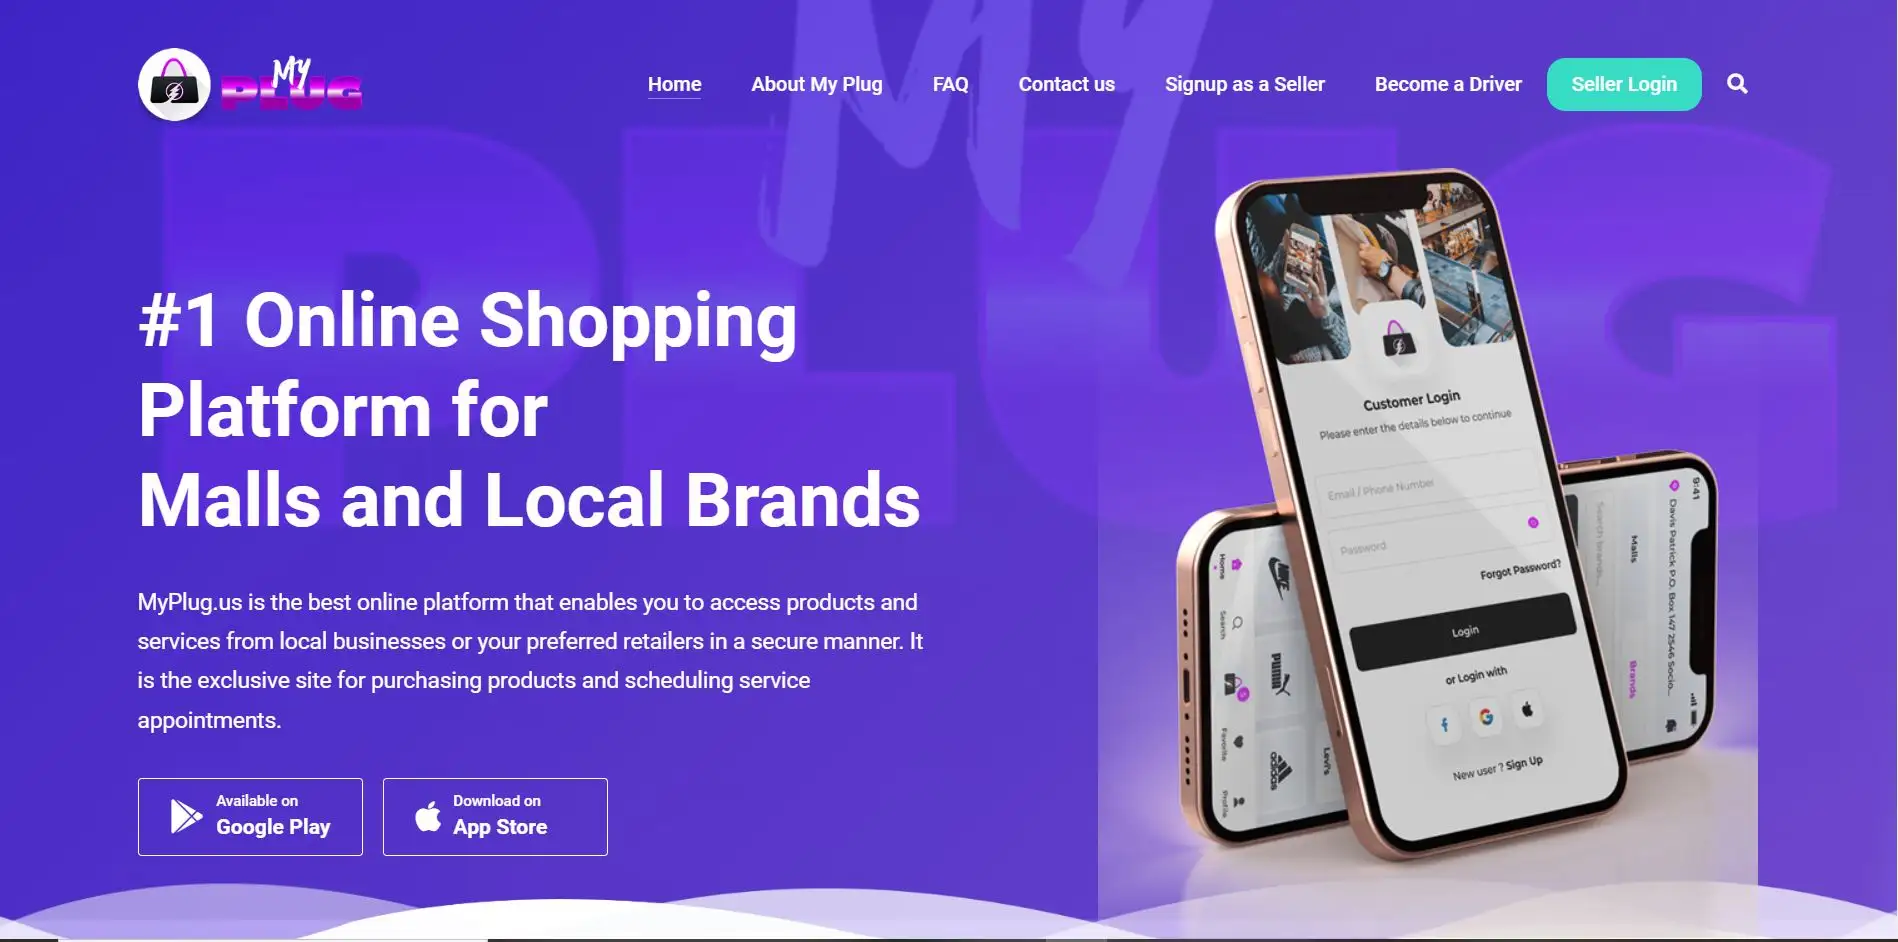 My
PLUG
Home
About My Plug
FAQ
Contact us
Signup as a Seller
Become a Driver
Seller Login
My
PLUG
#1 Online Shopping
Platform for
Malls and Local Brands
MyPlug.us is the best online platform that enables you to access products and
services from local businesses or your preferred retailers in a secure manner. It
is the exclusive site for purchasing products and scheduling service
appointments.
Available on
Google Play
Download on
App Store
Customer Login
Please enter the details below to continue
Email / Phone Number
Password
Forgot Password?
Login
or Login with
New user ? Sign Up
9:41
Davis Patrick P.O. Box 147 2546 Socio...
Malls
Brands
Search brands...
NIKE
PUMA
adidas
Levi's
Home
Search
5
Favorite
Profile